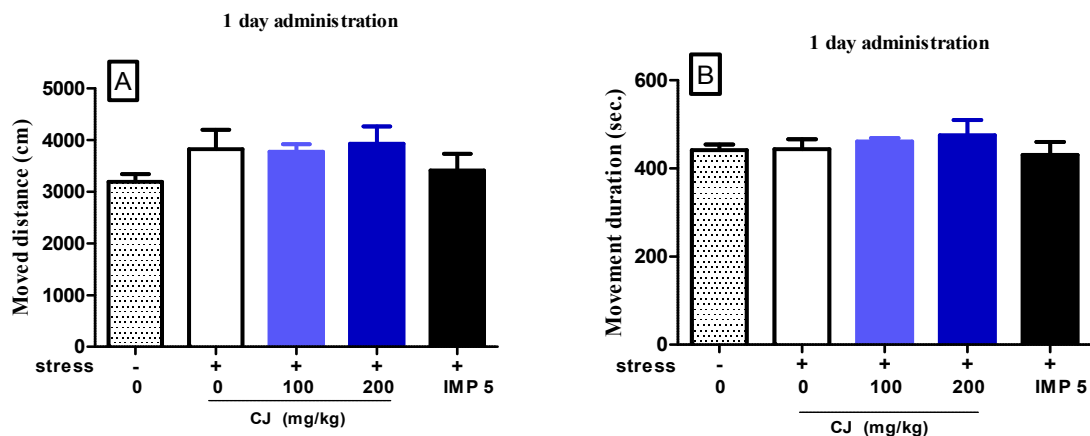 1 day administration
A
Moved distance (cm)
5000
4000
3000
2000
1000
0
stress - + + + +
0 0 100 200 IMP 5
CJ (mg/kg)
1 day administration
B
Movement duration (sec.)
600
400
200
0
stress - + + + +
0 0 100 200 IMP 5
CJ (mg/kg)